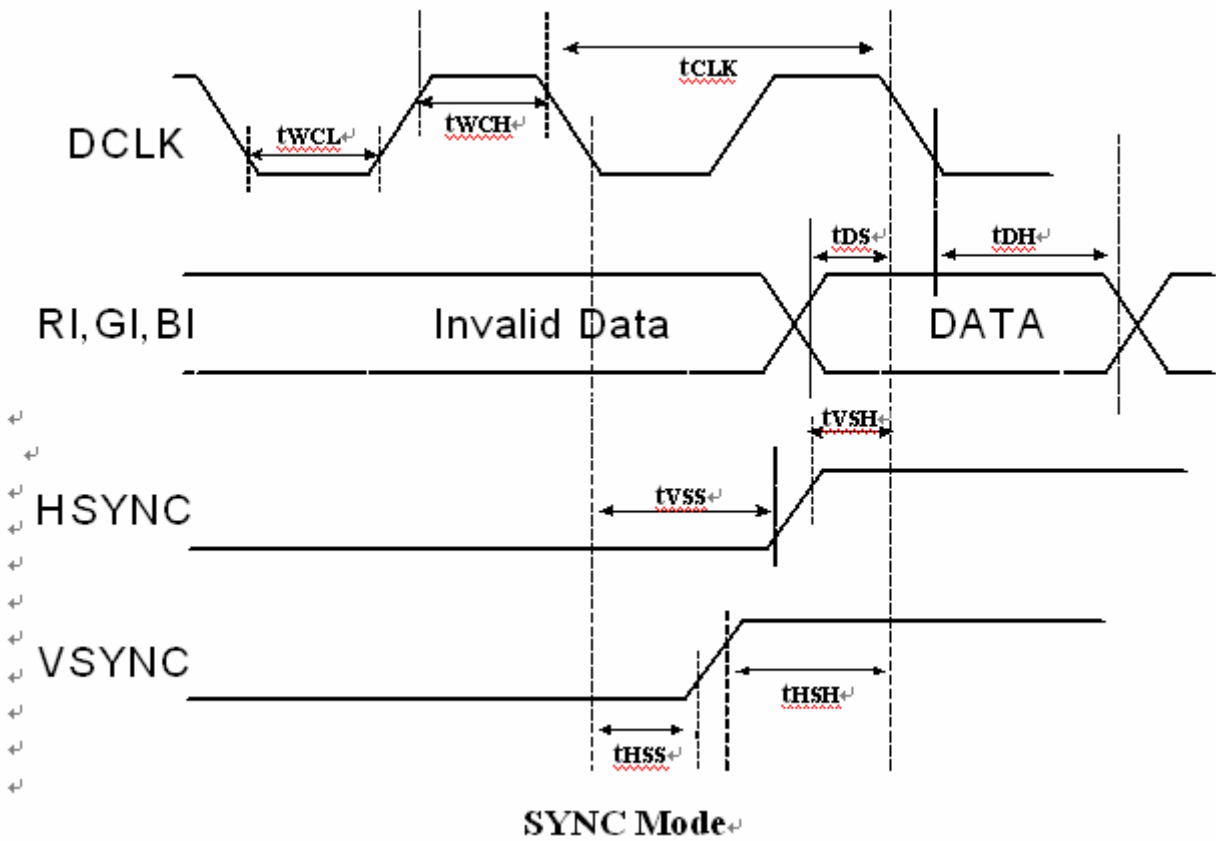 tCLK
DCLK
tWCL
tWCH
tDS
tDH
RI,GI,BI
Invalid Data
DATA
tVSH
HSYNC
tVSS
VSYNC
tHSH
tHSS
SYNC Mode